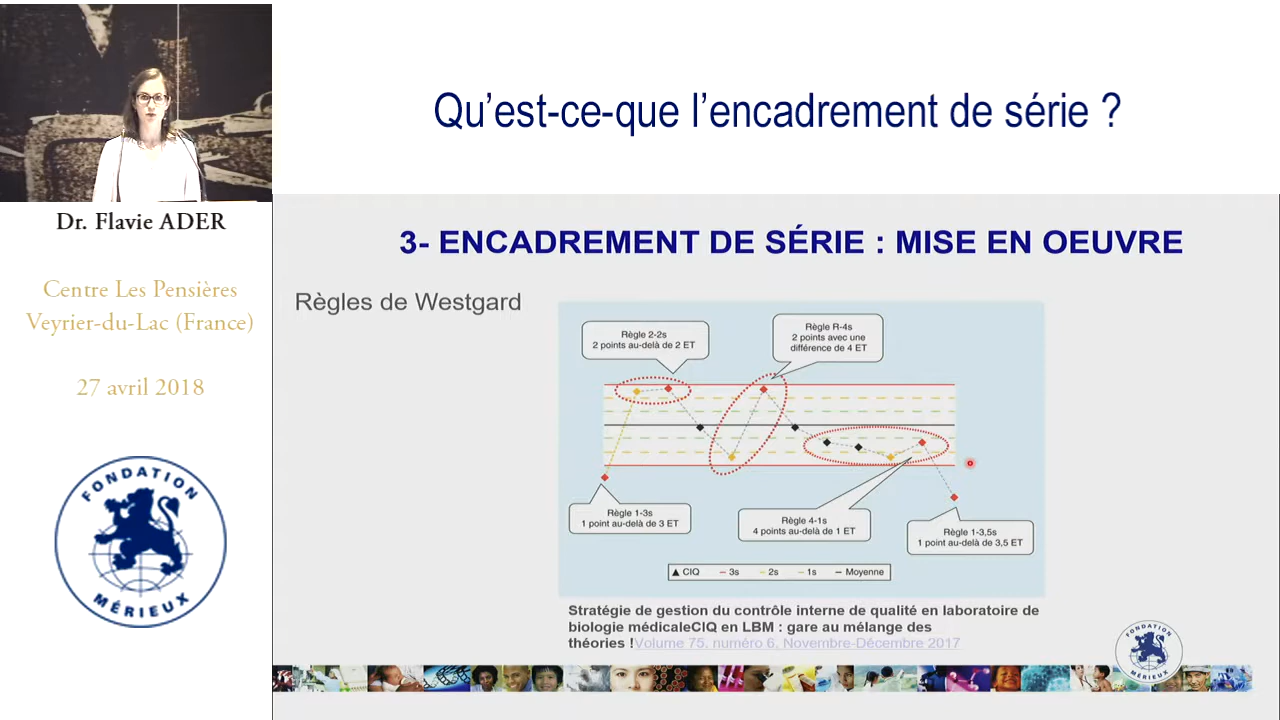 Qu’est-ce-que l’encadrement de série ?
Dr. Flavie ADER
Centre Les Pensières
Veyrier-du-Lac (France)
27 avril 2018
FONDATION
MÉRIEUX
3- ENCADREMENT DE SÉRIE : MISE EN OEUVRE
Règles de Westgard
Règle 2-2s
2 points au-delà de 2 ET
Règle R-4s
2 points avec une
différence de 4 ET
Règle 1-3s
1 point au-delà de 3 ET
Règle 4-1s
4 points au-delà de 1 ET
Règle 1-3,5s
1 point au-delà de 3,5 ET
CIQ
3s
2s
1s
Moyenne
Stratégie de gestion du contrôle interne de qualité en laboratoire de
biologie médicaleCIQ en LBM : gare au mélange des
théories !Volume 75, numéro 6, Novembre-Décembre 2017
FONDATION
MÉRIEUX